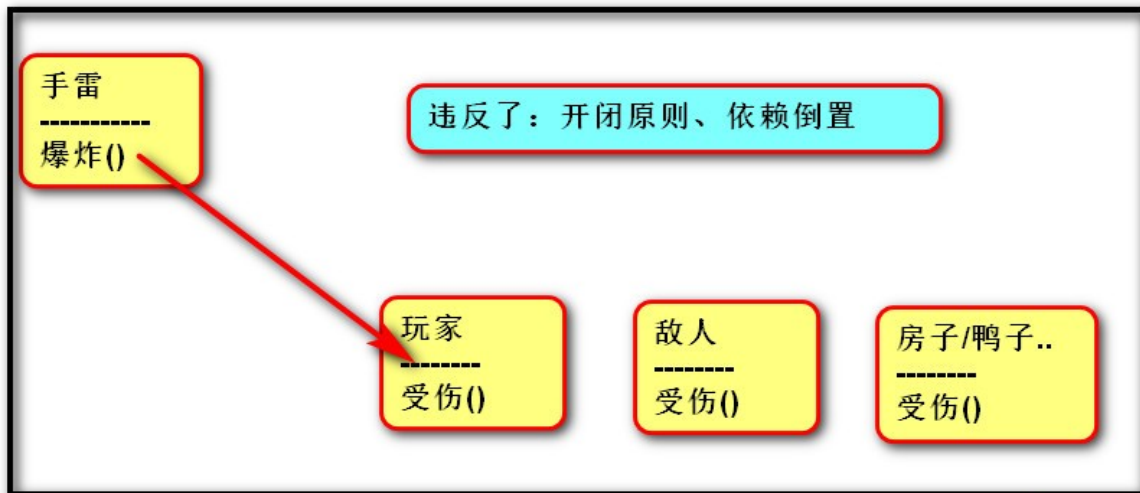 手雷
-----------
爆炸()
违反了：开闭原则、依赖倒置
玩家
--------
受伤()
敌人
--------
受伤()
房子/鸭子..
--------
受伤()